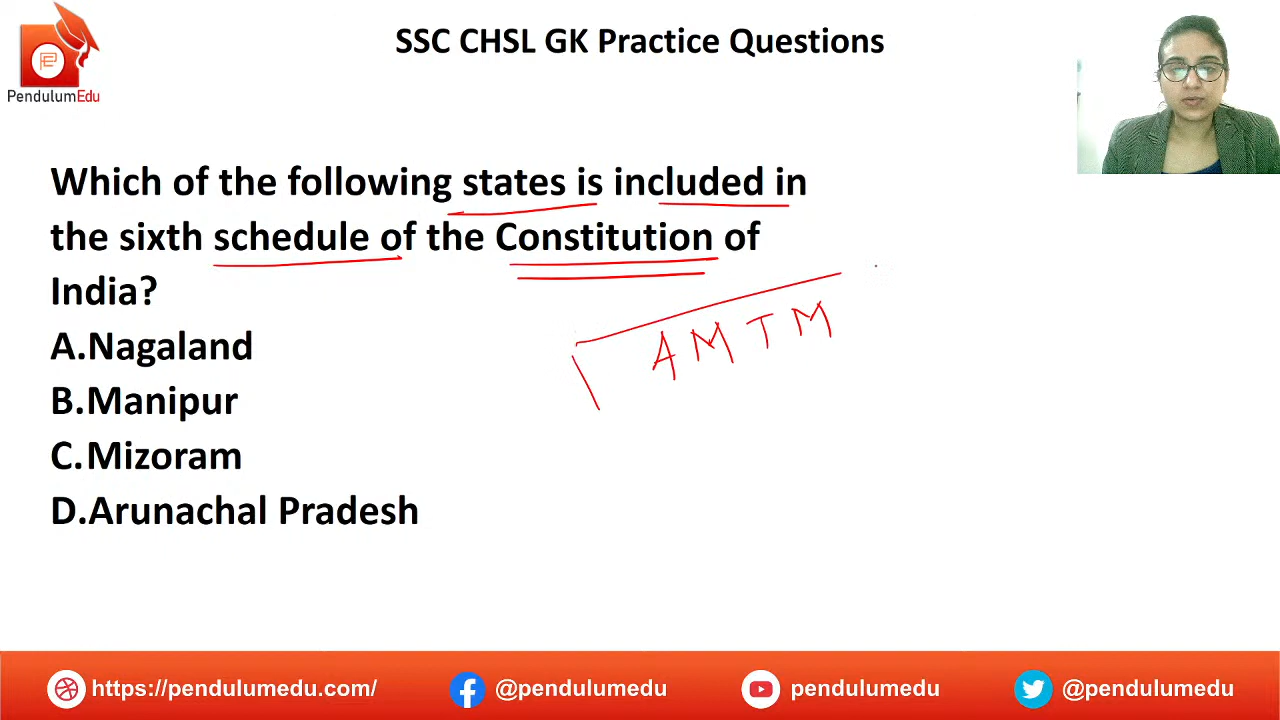 SSC CHSL GK Practice Questions
PendulumEdu
Which of the following states is included in
the sixth schedule of the Constitution of
India?
A M T M
A.Nagaland
B.Manipur
C.Mizoram
D.Arunachal Pradesh
https://pendulumedu.com/
@pendulumedu
pendulumedu
@pendulumedu